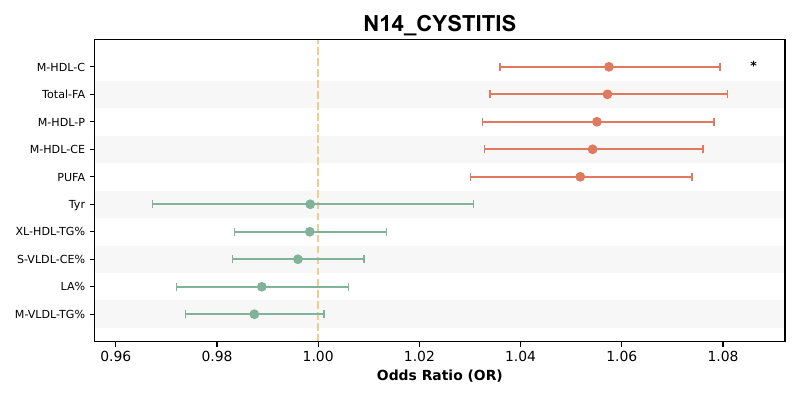 N14_CYSTITIS
M-HDL-C
*
Total-FA
M-HDL-P
M-HDL-CE
PUFA
Tyr
XL-HDL-TG%
S-VLDL-CE%
LA%
M-VLDL-TG%
0.96 0.98 1.00 1.02 1.04 1.06 1.08
Odds Ratio (OR)